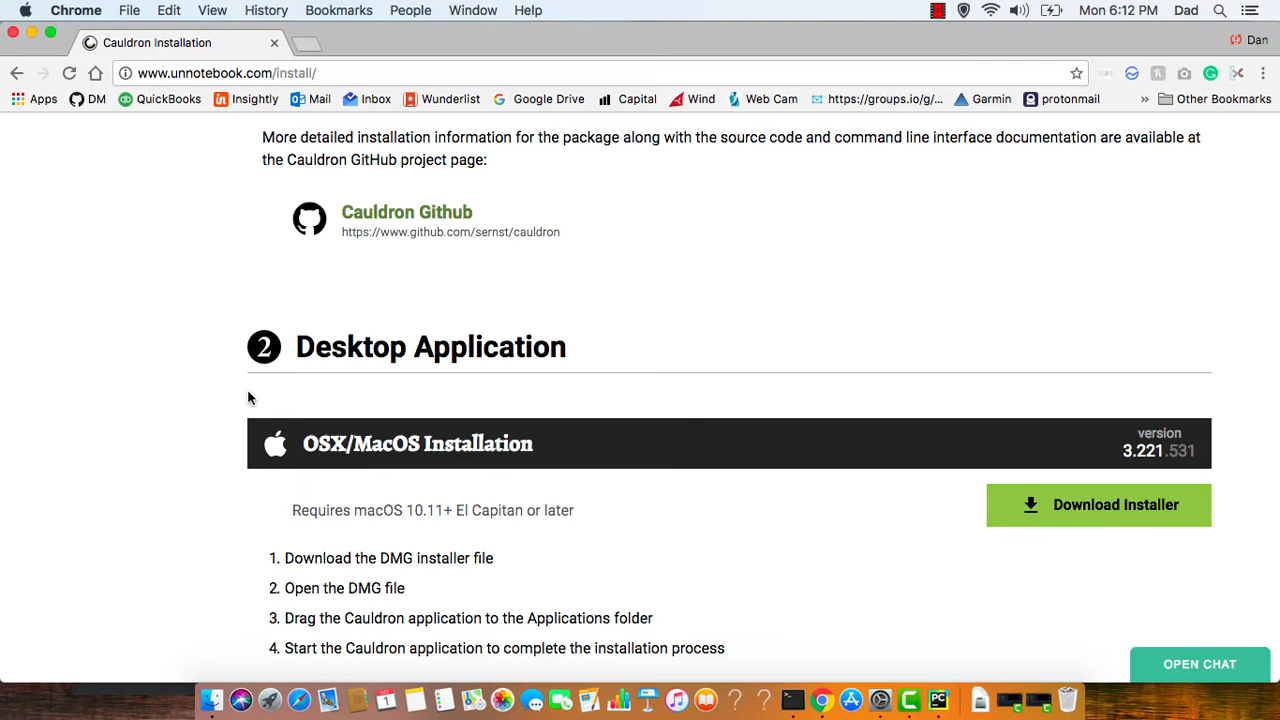 Chrome File Edit View History Bookmarks People Window Help Mon 6:12 PM Dad
Cauldron Installation Dan
www.unnotebook.com/install/
Apps DM QuickBooks Insightly Mail Inbox Wunderlist Google Drive Capital Wind Web Cam https://groups.io/g/... Garmin protonmail » Other Bookmarks
More detailed installation information for the package along with the source code and command line interface documentation are available at
the Cauldron GitHub project page:
Cauldron Github
https://www.github.com/sernst/cauldron
2 Desktop Application
OSX/MacOS Installation
version
3.221.531
Requires macOS 10.11+ El Capitan or later
Download Installer
1. Download the DMG installer file
2. Open the DMG file
3. Drag the Cauldron application to the Applications folder
4. Start the Cauldron application to complete the installation process
OPEN CHAT